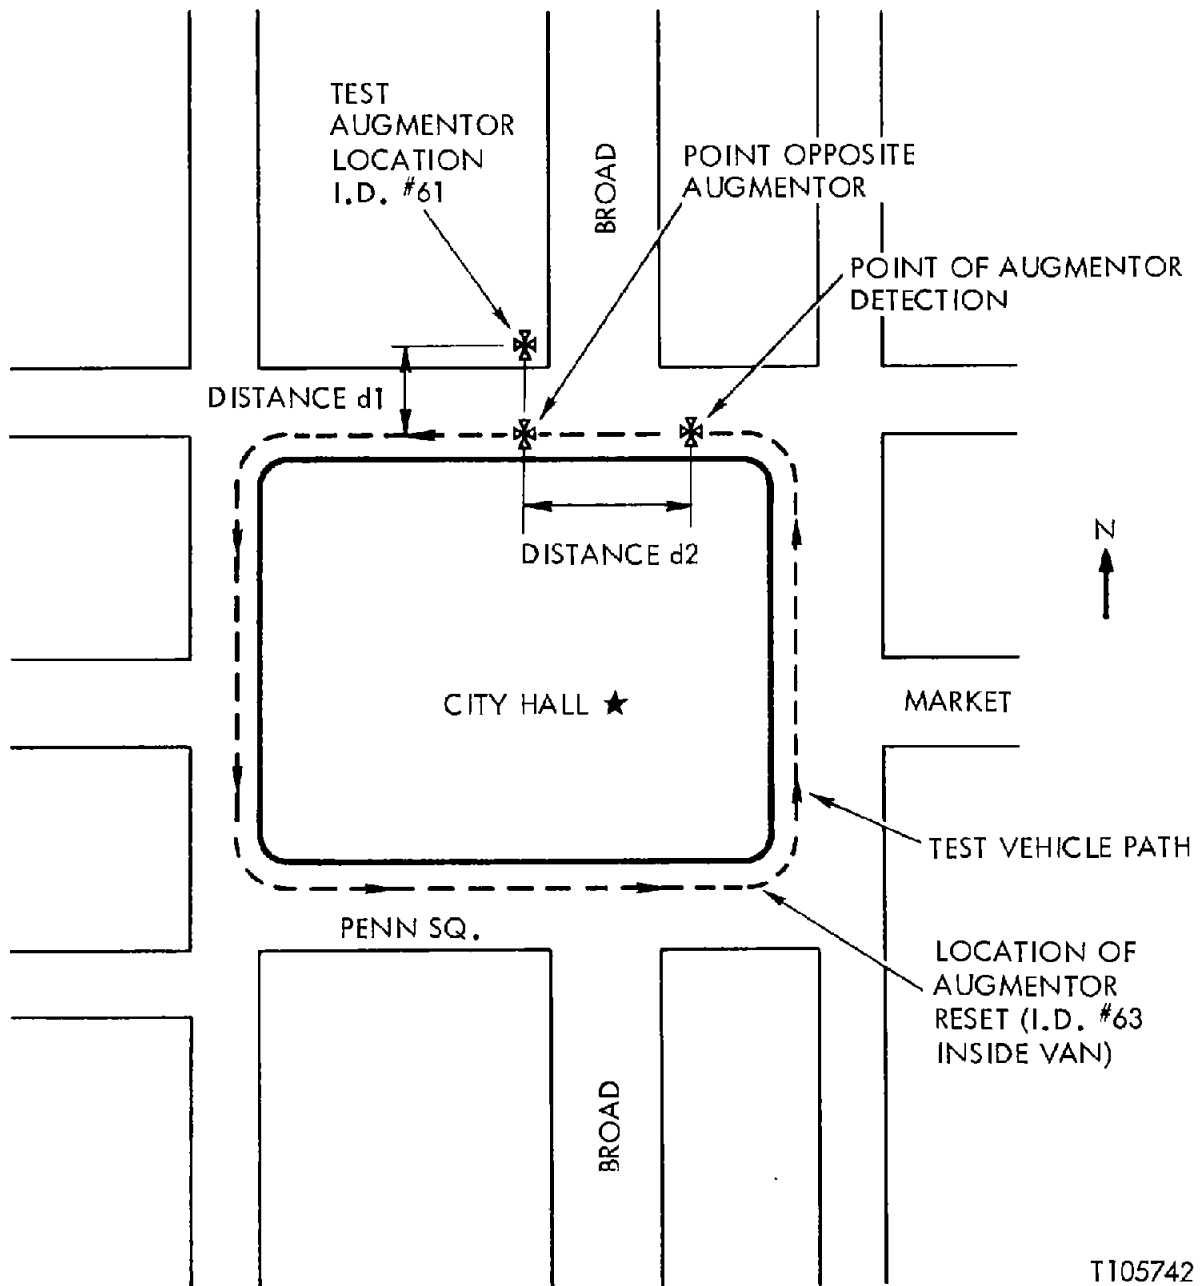 TEST
AUGMENTOR
LOCATION
I.D. #61
BROAD
POINT OPPOSITE
AUGMENTOR
POINT OF AUGMENTOR
DETECTION
DISTANCE d1
DISTANCE d2
N
CITY HALL ★
MARKET
TEST VEHICLE PATH
PENN SQ.
LOCATION OF
AUGMENTOR
RESET (I.D. #63
INSIDE VAN)
BROAD
T105742